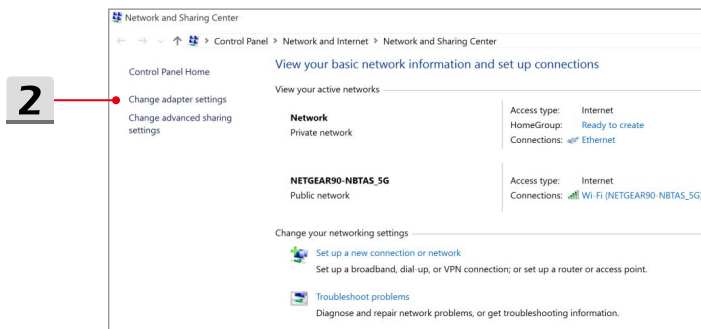 Network and Sharing Center
Control Panel > Network and Internet > Network and Sharing Center
Control Panel Home
View your basic network information and set up connections
View your active networks
2
Change adapter settings
Change advanced sharing
settings
Network
Private network
Access type: Internet
HomeGroup: Ready to create
Connections: Ethernet
NETGEAR90-NBTAS_5G
Public network
Access type: Internet
Connections: Wi-Fi (NETGEAR90-NBTAS_5G)
Change your networking settings
Set up a new connection or network
Set up a broadband, dial-up, or VPN connection; or set up a router or access point.
Troubleshoot problems
Diagnose and repair network problems, or get troubleshooting information.